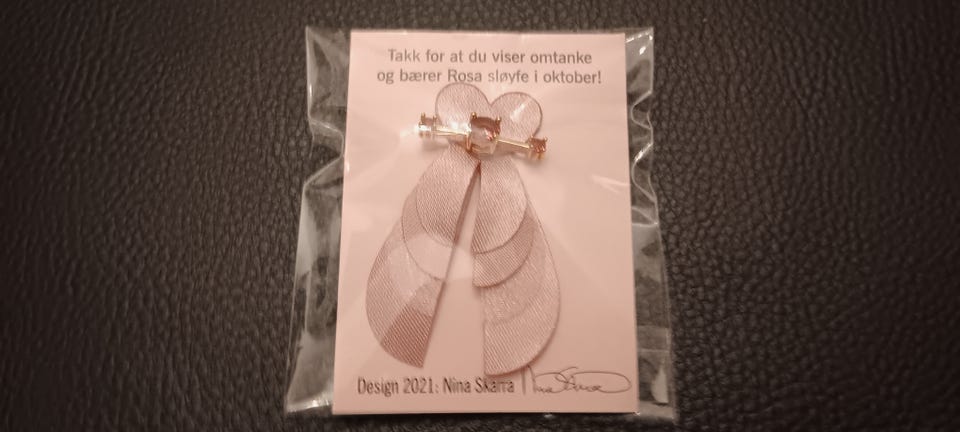 Takk for at du viser omtanke
og bærer Rosa sløyfe i oktober!
Design 2021: Nina Skarra